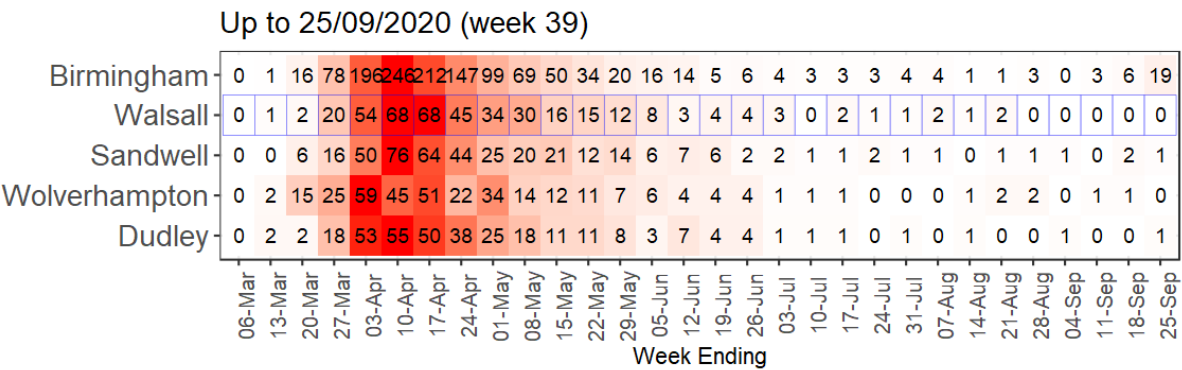 Up to 25/09/2020 (week 39)
Birmingham 0 1 16 78 196 246 212 147 99 69 50 34 20 16 14 5 6 4 3 3 3 4 4 1 1 3 0 3 6 19
Walsall 0 1 2 20 54 68 68 45 34 30 16 15 12 8 3 4 4 3 0 2 1 1 2 1 2 0 0 0 0 0
Sandwell 0 0 6 16 50 76 64 44 25 20 21 12 14 6 7 6 2 2 1 1 2 1 1 0 1 1 1 0 2 1
Wolverhampton 0 2 15 25 59 45 51 22 34 14 12 11 7 6 4 4 4 1 1 1 0 0 0 1 2 2 0 1 1 0
Dudley 0 2 2 18 53 55 50 38 25 18 11 11 8 3 7 4 4 1 1 1 0 1 0 1 0 0 1 0 0 1
06-Mar 13-Mar 20-Mar 27-Mar 03-Apr 10-Apr 17-Apr 24-Apr 01-May 08-May 15-May 22-May 29-May 05-Jun 12-Jun 19-Jun 26-Jun 03-Jul 10-Jul 17-Jul 24-Jul 31-Jul 07-Aug 14-Aug 21-Aug 28-Aug 04-Sep 11-Sep 18-Sep 25-Sep
Week Ending